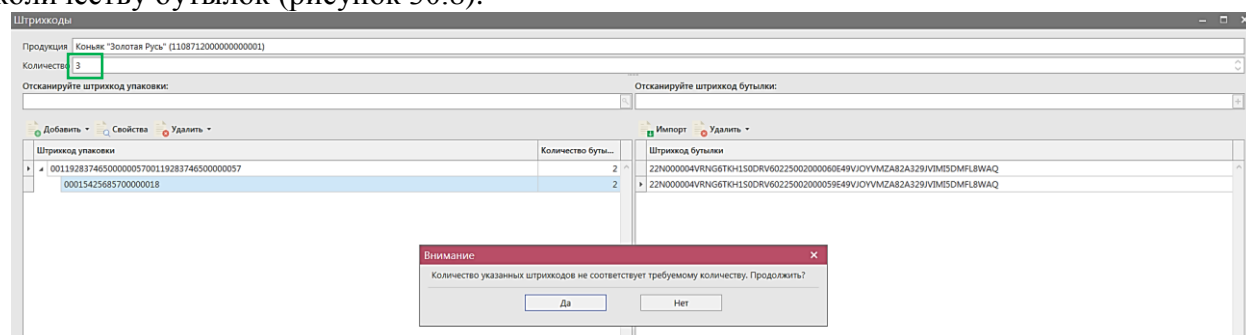 количеству бутылок (рисунок 30.8).
Штрихкоды
Продукция Коньяк "Золотая Русь" (1108712000000000001)
Количество 3
Отсканируйте штрихкод упаковки:
Отсканируйте штрихкод бутылки:
Добавить Свойства Удалить
Импорт Удалить
Штрихкод упаковки Количество буты...
Штрихкод бутылки
00119283746500000057001192837465​00000057 2
00015425685700000018 2
22N000004VRNG6TKH1S0DRV60225002000060E49VJOYVMZA82A329JVIMI5DMFL8WAQ
22N000004VRNG6TKH1S0DRV60225002000059E49VJOYVMZA82A329JVIMI5DMFL8WAQ
Внимание
Количество указанных штрихкодов не соответствует требуемому количеству. Продолжить?
Да Нет